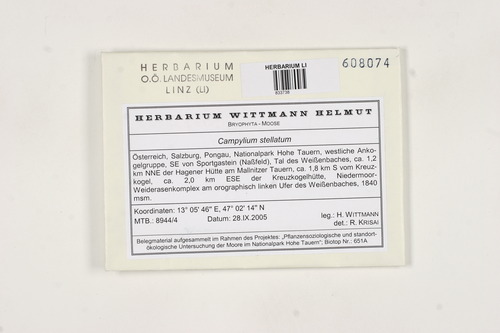 HERBARIUM
O.Ö. LANDESMUSEUM
LINZ (LI)
HERBARIUM LI
608074
HERBARIUM WITTMANN HELMUT
BRYOPHYTA - MOOSE
Campylium stellatum
Österreich, Salzburg, Pongau, Nationalpark Hohe Tauern, westliche Anko-
gelgruppe, SE von Sportgastein (Naßfeld), Tal des Weißenbaches, ca. 1,2
km NNE der Hagener Hütte am Mallnitzer Tauern, ca. 1,8 km S vom Kreuz-
kogel, ca. 2,0 km ESE der Kreuzkogelhütte, Niedermoor-
Weiderasenkomplex am orographisch linken Ufer des Weißenbaches, 1840
msm.
Koordinaten: 13° 05' 46" E, 47° 02' 14" N
MTB.: 8944/4 Datum: 28.IX.2005
leg.: H. WITTMANN
det.: R. KRISAI
Belegmaterial aufgesammelt im Rahmen des Projektes: „Pflanzensoziologische und standort-
ökologische Untersuchung der Moore im Nationalpark Hohe Tauern"; Biotop Nr.: 651A